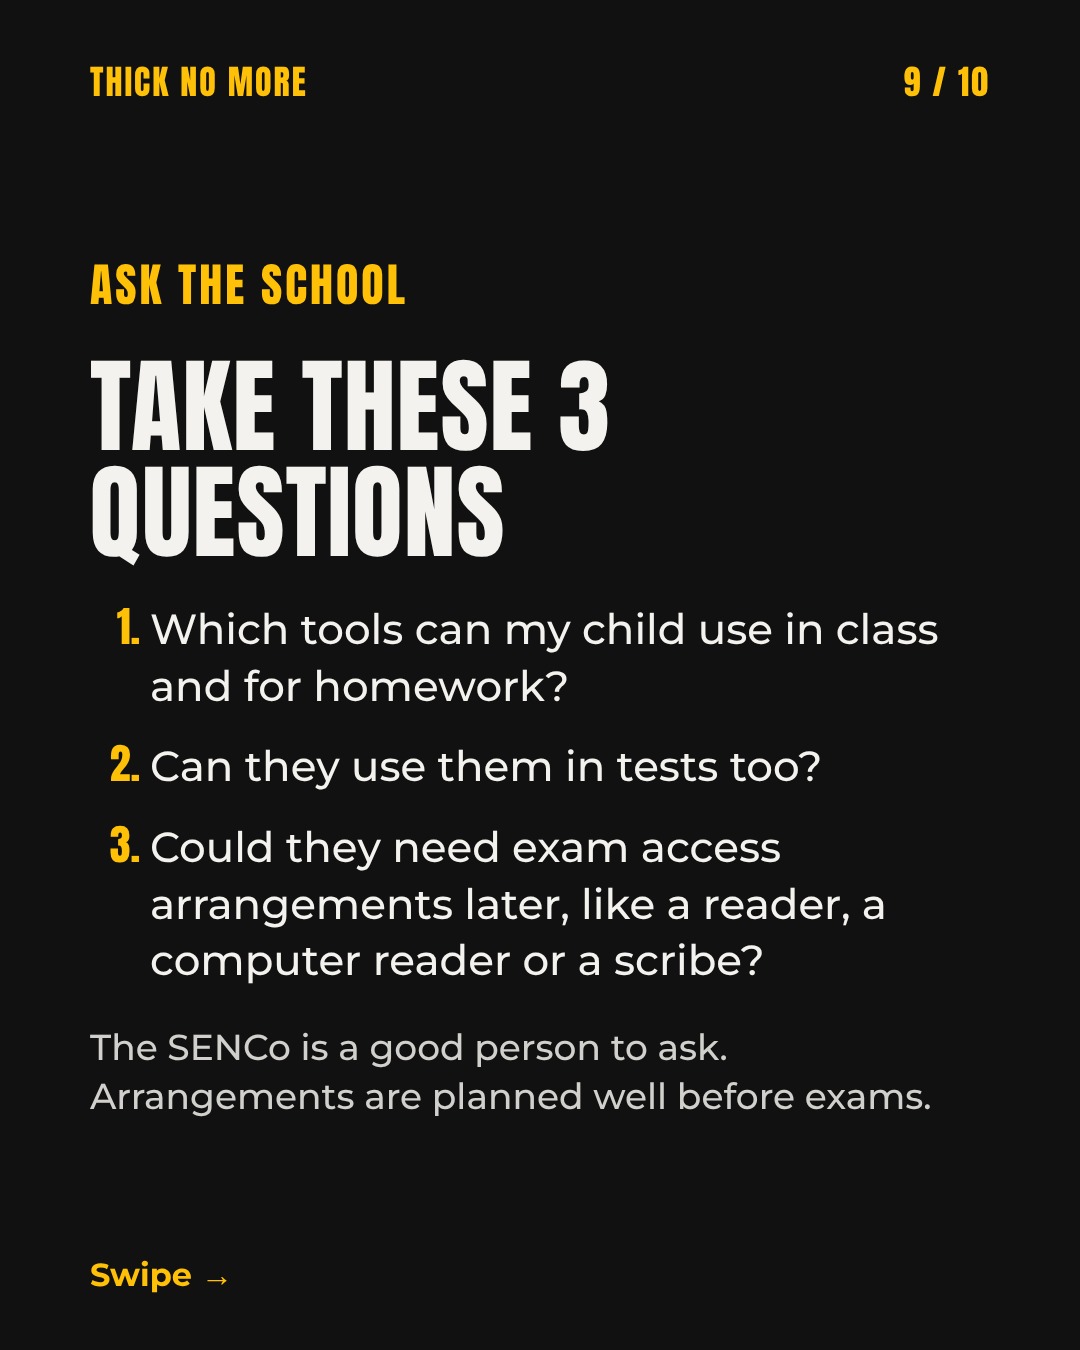 THICK NO MORE
9 / 10
ASK THE SCHOOL
TAKE THESE 3
QUESTIONS
1. Which tools can my child use in class
and for homework?
2. Can they use them in tests too?
3. Could they need exam access
arrangements later, like a reader, a
computer reader or a scribe?
The SENCo is a good person to ask.
Arrangements are planned well before exams.
Swipe →